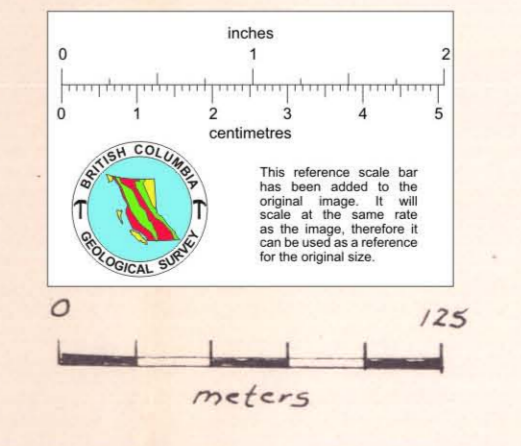 inches
0 1 2
0 1 2 3 4 5
centimetres
BRITISH COLUMBIA
GEOLOGICAL SURVEY
This reference scale bar
has been added to the
original image. It will
scale at the same rate
as the image, therefore it
can be used as a reference
for the original size.
0 125
meters